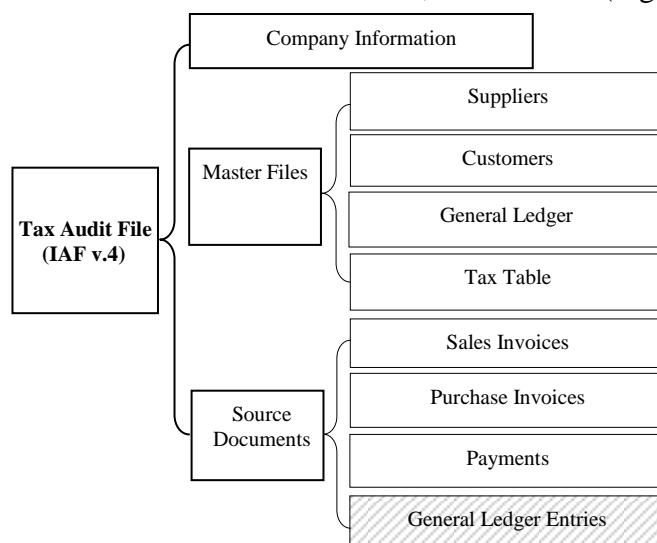 Company Information
Suppliers
Master Files
Customers
Tax Audit File
(IAF v.4)
General Ledger
Tax Table
Sales Invoices
Source
Documents
Purchase Invoices
Payments
General Ledger Entries